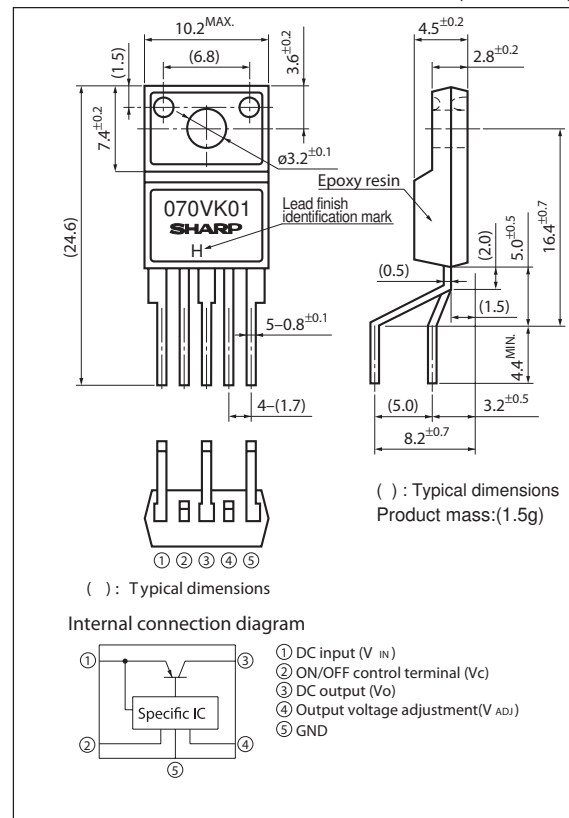 10.2MAX.
(6.8)
(1.5)
3.6±0.2
7.4±0.2
ø3.2±0.1
(24.6)
070VK01
SHARP
H
Lead finish
identification mark
5–0.8±0.1
4–(1.7)
4.5±0.2
2.8±0.2
Epoxy resin
16.4±0.7
(2.0)
5.0±0.5
(0.5)
(1.5)
4.4MIN.
(5.0)
3.2±0.5
8.2±0.7
( ) : Typical dimensions
Product mass:(1.5g)
① ② ③ ④ ⑤
( ) : Typical dimensions
Internal connection diagram
①
③
Specific IC
②
④
⑤
① DC input (V IN)
② ON/OFF control terminal (Vc)
③ DC output (Vo)
④ Output voltage adjustment(V ADJ)
⑤ GND